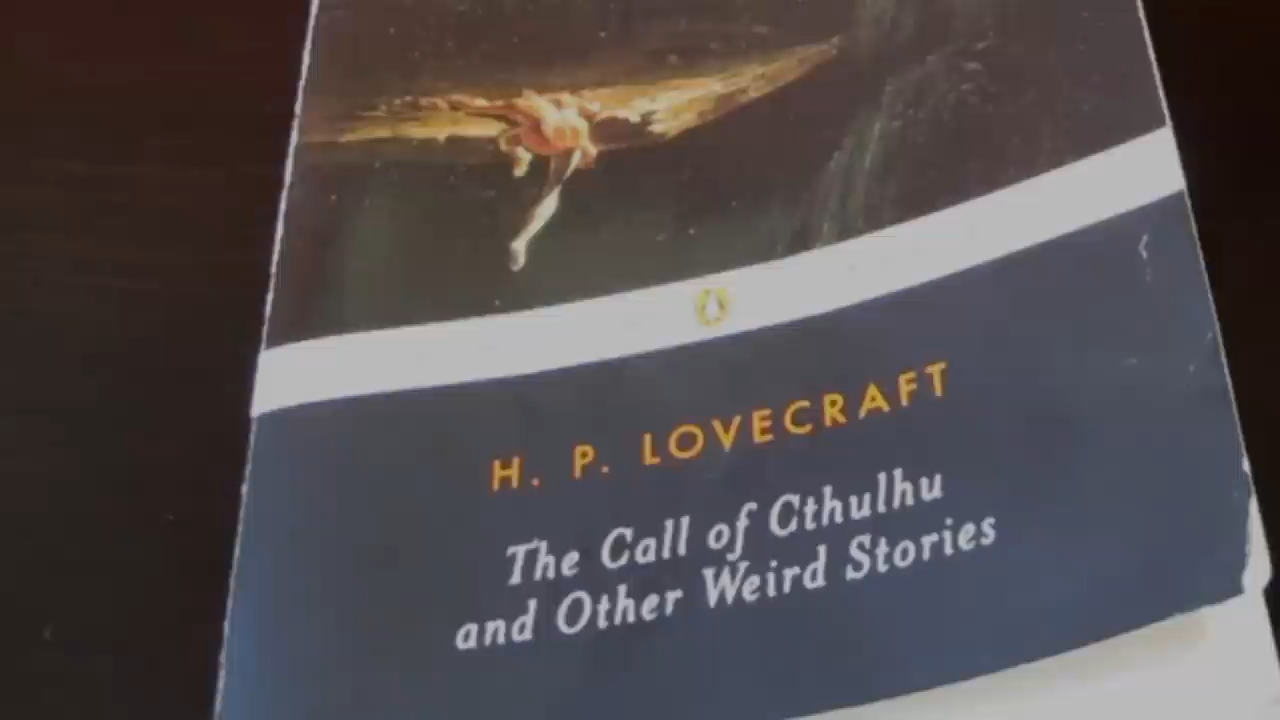 H. P. LOVECRAFT
The Call of Cthulhu
and Other Weird Stories